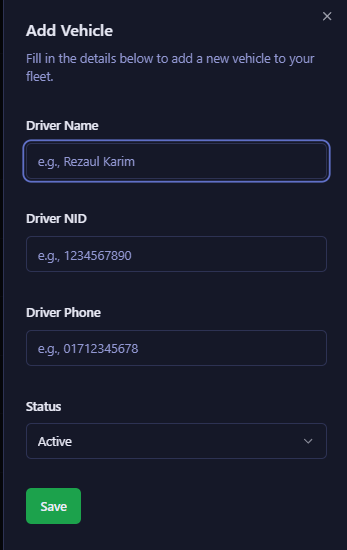 Add Vehicle
Fill in the details below to add a new vehicle to your
fleet.
Driver Name
e.g., Rezaul Karim
Driver NID
e.g., 1234567890
Driver Phone
e.g., 01712345678
Status
Active
Save